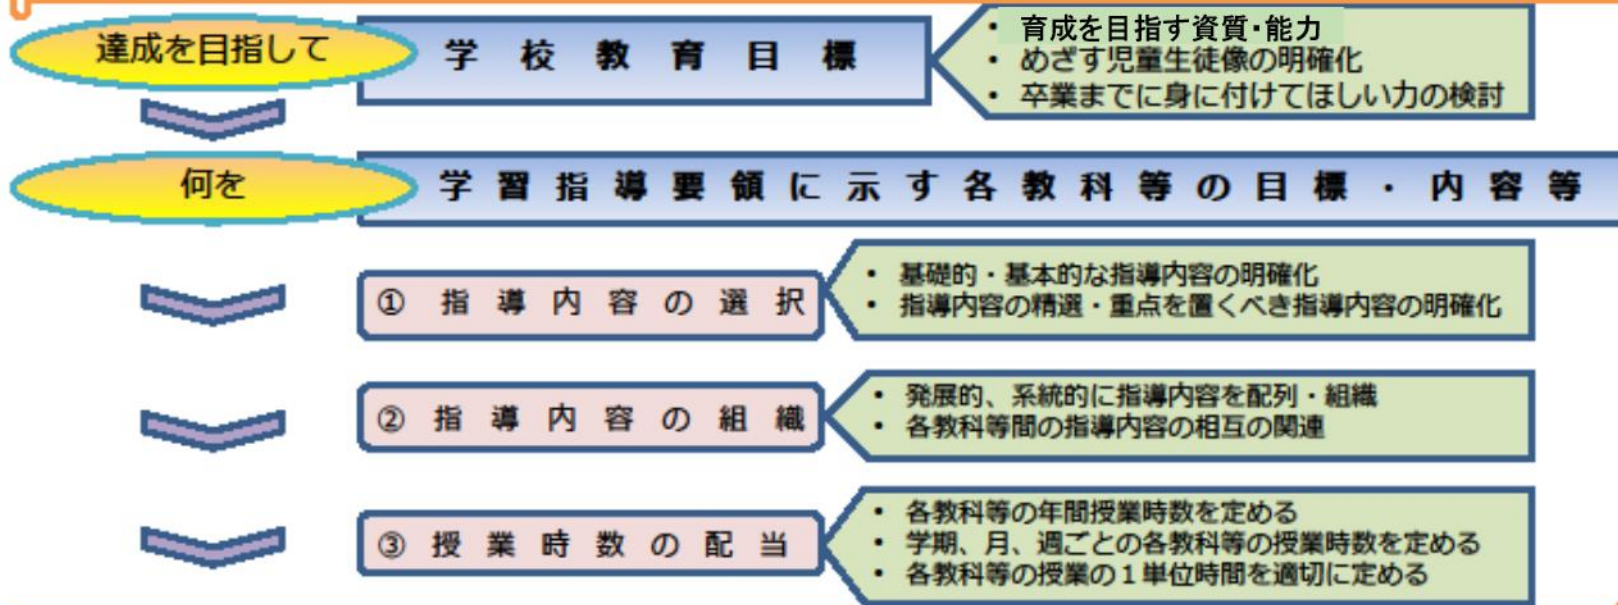 達成を目指して
学校教育目標
・ 育成を目指す資質・能力
・ めざす児童生徒像の明確化
・ 卒業までに身に付けてほしい力の検討
何を
学習指導要領に示す各教科等の目標・内容等
① 指導内容の選択
・ 基礎的・基本的な指導内容の明確化
・ 指導内容の精選・重点を置くべき指導内容の明確化
② 指導内容の組織
・ 発展的、系統的に指導内容を配列・組織
・ 各教科等間の指導内容の相互の関連
③ 授業時数の配当
・ 各教科等の年間授業時数を定める
・ 学期、月、週ごとの各教科等の授業時数を定める
・ 各教科等の授業の1単位時間を適切に定める